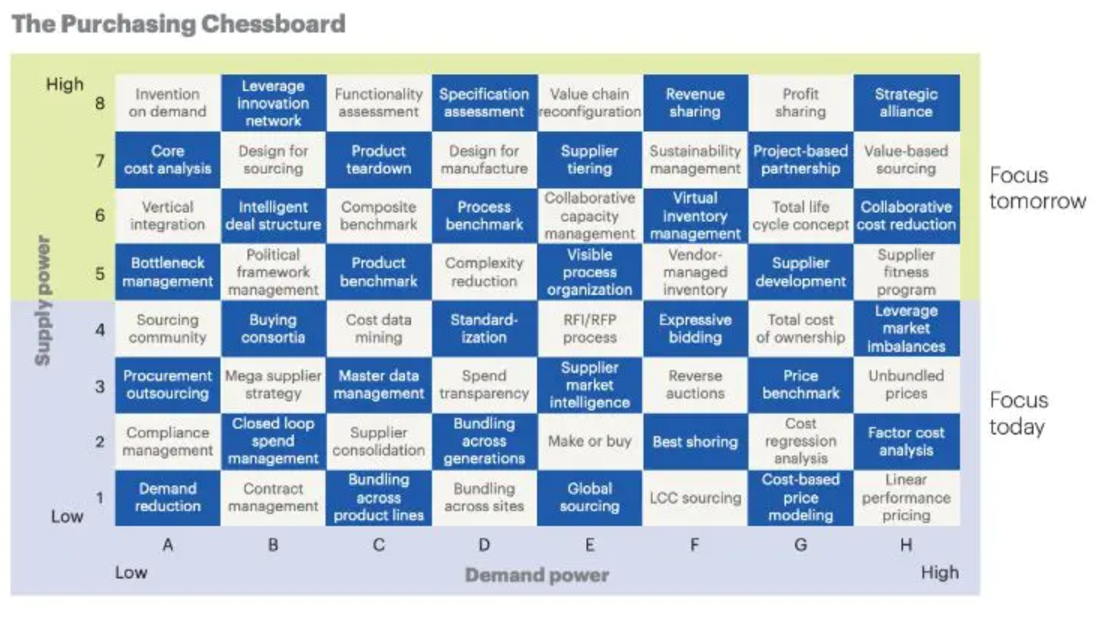 The Purchasing Chessboard
High
8
Invention
on demand
Leverage
innovation
network
Functionality
assessment
Specification
assessment
Value chain
reconfiguration
Revenue
sharing
Profit
sharing
Strategic
alliance
7
Core
cost analysis
Design for
sourcing
Product
teardown
Design for
manufacture
Supplier
tiering
Sustainability
management
Project-based
partnership
Value-based
sourcing
Focus
tomorrow
6
Vertical
integration
Intelligent
deal structure
Composite
benchmark
Process
benchmark
Collaborative
capacity
management
Virtual
inventory
management
Total life
cycle concept
Collaborative
cost reduction
5
Bottleneck
management
Political
framework
management
Product
benchmark
Complexity
reduction
Visible
process
organization
Vendor-
managed
inventory
Supplier
development
Supplier
fitness
program
Supply power
4
Sourcing
community
Buying
consortia
Cost data
mining
Standard-
ization
RFI/RFP
process
Expressive
bidding
Total cost
of ownership
Leverage
market
imbalances
3
Procurement
outsourcing
Mega supplier
strategy
Master data
management
Spend
transparency
Supplier
market
intelligence
Reverse
auctions
Price
benchmark
Unbundled
prices
Focus
today
2
Compliance
management
Closed loop
spend
management
Supplier
consolidation
Bundling
across
generations
Make or buy
Best shoring
Cost
regression
analysis
Factor cost
analysis
1
Demand
reduction
Contract
management
Bundling
across
product lines
Bundling
across sites
Global
sourcing
LCC sourcing
Cost-based
price
modeling
Linear
performance
pricing
Low
A B C D E F G H
Low Demand power High